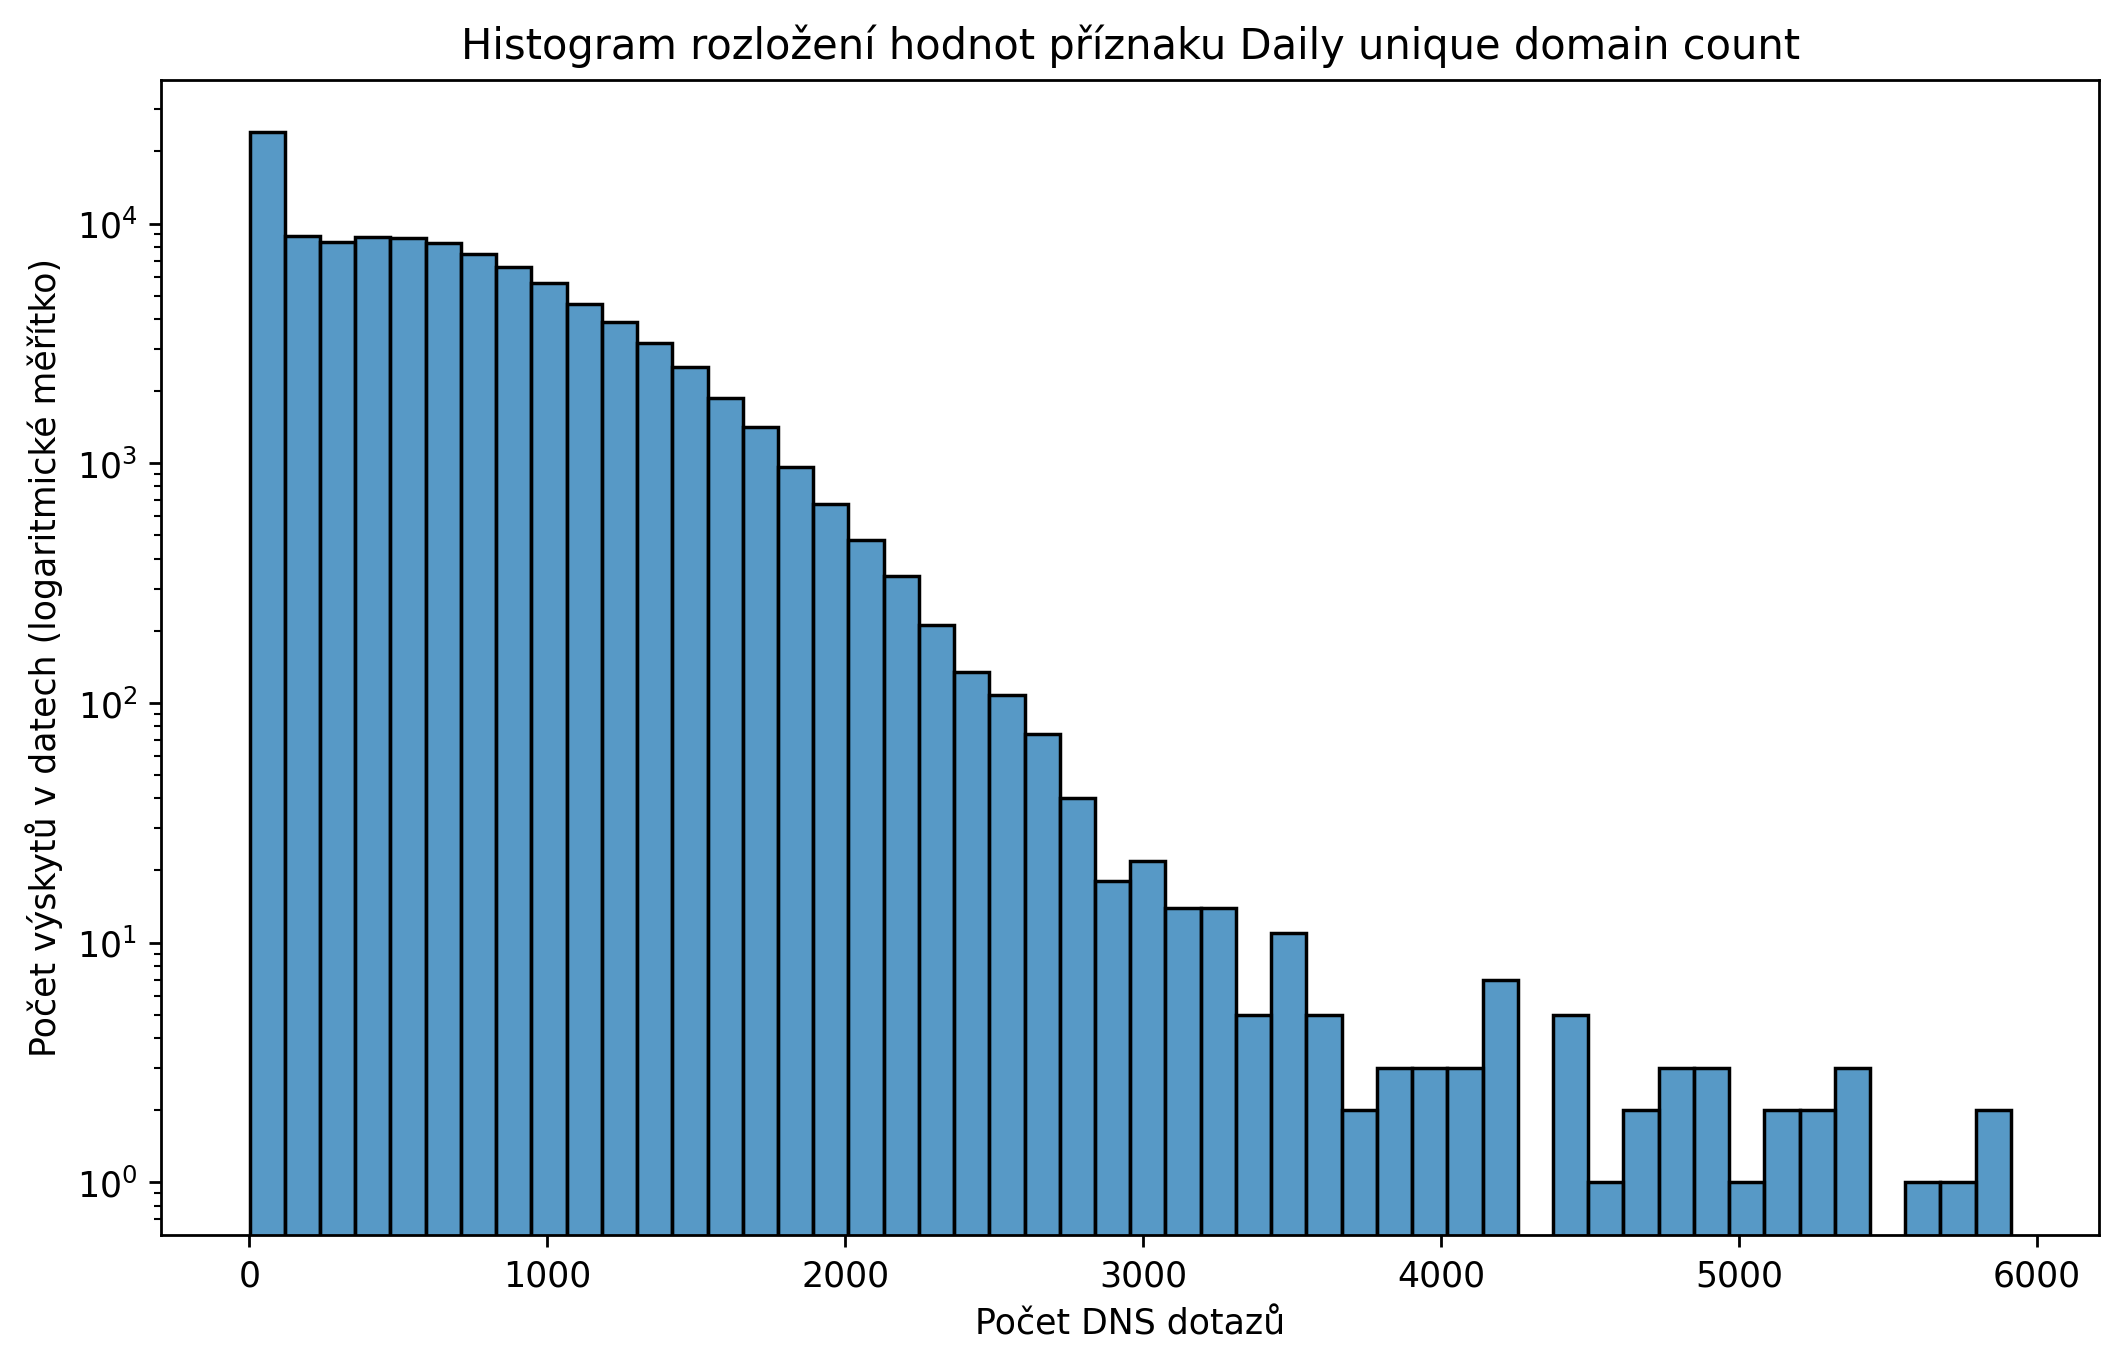 Histogram rozložení hodnot příznaku Daily unique domain count
Počet výskytů v datech (logaritmické měřítko)
10⁴
10³
10²
10¹
10⁰
0 1000 2000 3000 4000 5000 6000
Počet DNS dotazů